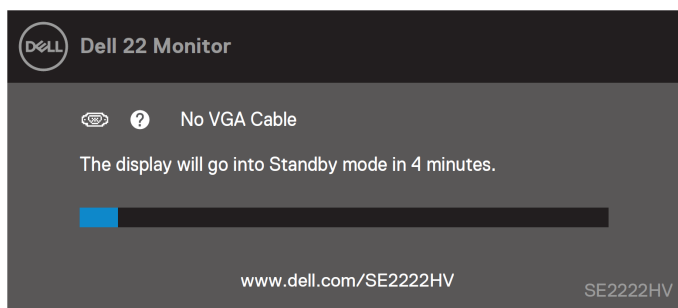 DELL Dell 22 Monitor
? No VGA Cable
The display will go into Standby mode in 4 minutes.
www.dell.com/SE2222HV
SE2222HV